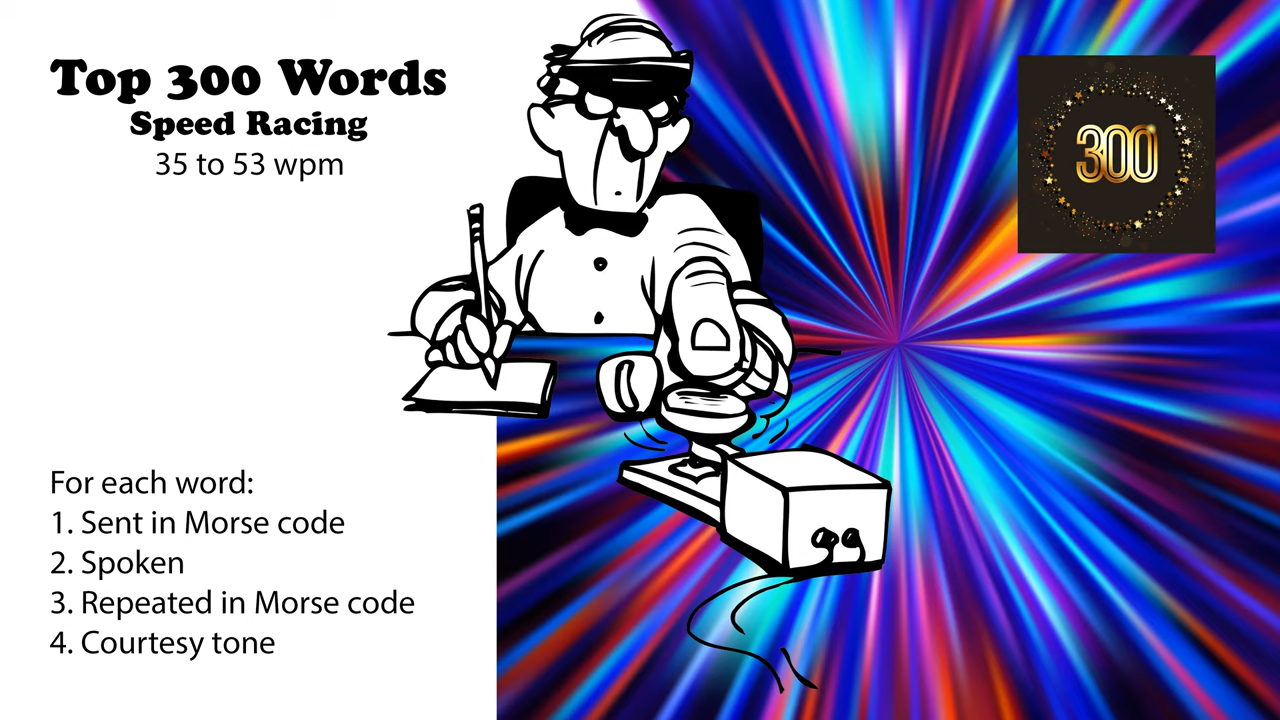 Top 300 Words
Speed Racing
35 to 53 wpm
300
For each word:
1. Sent in Morse code
2. Spoken
3. Repeated in Morse code
4. Courtesy tone